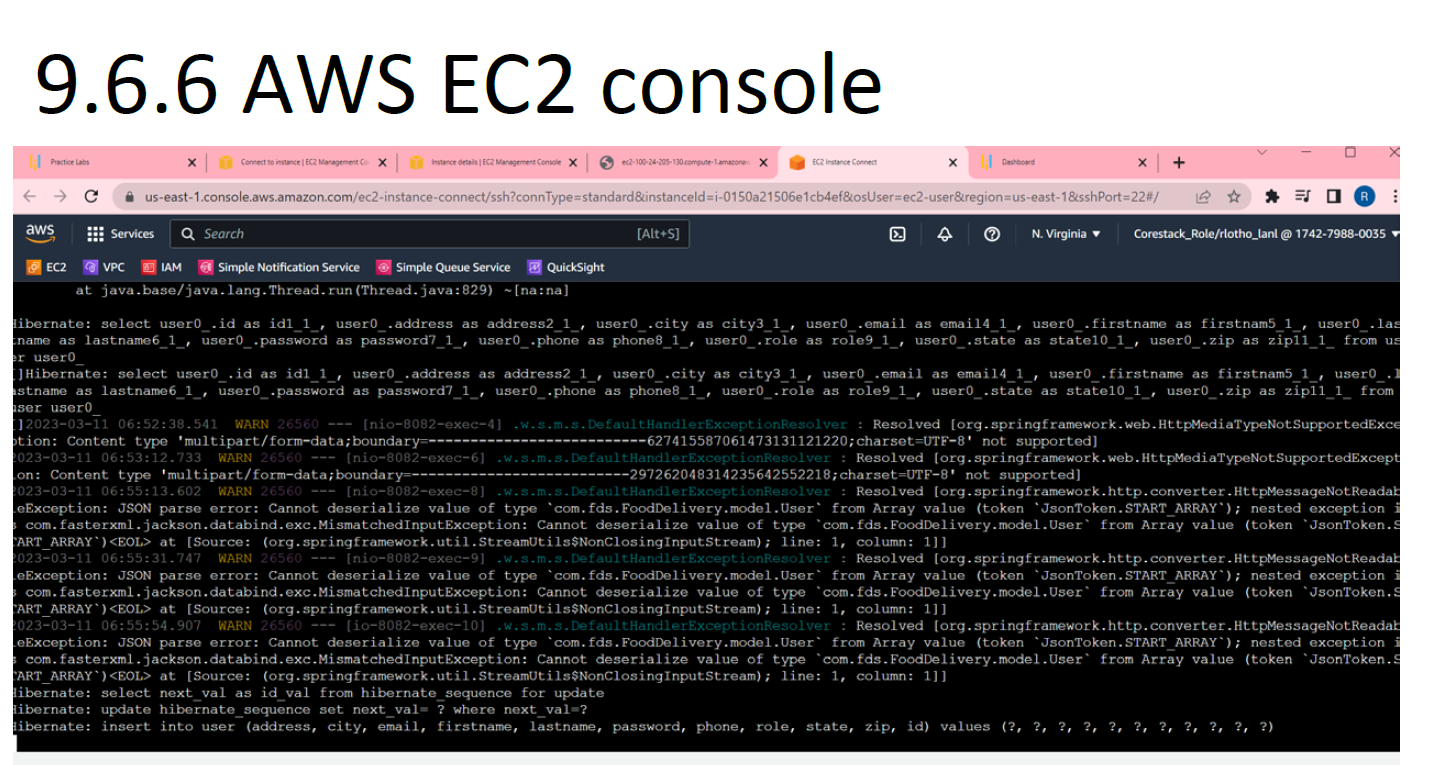 9.6.6 AWS EC2 console
Practice Labs
Connect to instance | EC2 Management Co
Instance details | EC2 Management Console
ec2-100-24-205-130.compute-1.amazonaw
EC2 Instance Connect
Dashboard
us-east-1.console.aws.amazon.com/ec2-instance-connect/ssh?connType=standard&instanceId=i-0150a21506e1cb4ef&osUser=ec2-user&region=us-east-1&sshPort=22#/
R
aws Services Search [Alt+S] N. Virginia Corestack_Role/rlotho_lanl @ 1742-7988-0035
EC2 VPC IAM Simple Notification Service Simple Queue Service QuickSight
at java.base/java.lang.Thread.run(Thread.java:829) ~[na:na]
Hibernate: select user0_.id as id1_1_, user0_.address as address2_1_, user0_.city as city3_1_, user0_.email as email4_1_, user0_.firstname as firstnam5_1_, user0_.las
tname as lastname6_1_, user0_.password as password7_1_, user0_.phone as phone8_1_, user0_.role as role9_1_, user0_.state as state10_1_, user0_.zip as zip11_1_ from us
er user0_
[]Hibernate: select user0_.id as id1_1_, user0_.address as address2_1_, user0_.city as city3_1_, user0_.email as email4_1_, user0_.firstname as firstnam5_1_, user0_.l
astname as lastname6_1_, user0_.password as password7_1_, user0_.phone as phone8_1_, user0_.role as role9_1_, user0_.state as state10_1_, user0_.zip as zip11_1_ from
user user0_
[]2023-03-11 06:52:38.541 WARN 26560 --- [nio-8082-exec-4] .w.s.m.s.DefaultHandlerExceptionResolver : Resolved [org.springframework.web.HttpMediaTypeNotSupportedExce
ption: Content type 'multipart/form-data;boundary=--------------------------627415587061473131121220;charset=UTF-8' not supported]
2023-03-11 06:53:12.733 WARN 26560 --- [nio-8082-exec-6] .w.s.m.s.DefaultHandlerExceptionResolver : Resolved [org.springframework.web.HttpMediaTypeNotSupportedExcept
ion: Content type 'multipart/form-data;boundary=--------------------------297262048314235642552218;charset=UTF-8' not supported]
2023-03-11 06:55:13.602 WARN 26560 --- [nio-8082-exec-8] .w.s.m.s.DefaultHandlerExceptionResolver : Resolved [org.springframework.http.converter.HttpMessageNotReadab
leException: JSON parse error: Cannot deserialize value of type `com.fds.FoodDelivery.model.User` from Array value (token `JsonToken.START_ARRAY`); nested exception i
s com.fasterxml.jackson.databind.exc.MismatchedInputException: Cannot deserialize value of type `com.fds.FoodDelivery.model.User` from Array value (token `JsonToken.S
TART_ARRAY`)<EOL> at [Source: (org.springframework.util.StreamUtils$NonClosingInputStream); line: 1, column: 1]]
2023-03-11 06:55:31.747 WARN 26560 --- [nio-8082-exec-9] .w.s.m.s.DefaultHandlerExceptionResolver : Resolved [org.springframework.http.converter.HttpMessageNotReadab
leException: JSON parse error: Cannot deserialize value of type `com.fds.FoodDelivery.model.User` from Array value (token `JsonToken.START_ARRAY`); nested exception i
s com.fasterxml.jackson.databind.exc.MismatchedInputException: Cannot deserialize value of type `com.fds.FoodDelivery.model.User` from Array value (token `JsonToken.S
TART_ARRAY`)<EOL> at [Source: (org.springframework.util.StreamUtils$NonClosingInputStream); line: 1, column: 1]]
2023-03-11 06:55:54.907 WARN 26560 --- [io-8082-exec-10] .w.s.m.s.DefaultHandlerExceptionResolver : Resolved [org.springframework.http.converter.HttpMessageNotReadab
leException: JSON parse error: Cannot deserialize value of type `com.fds.FoodDelivery.model.User` from Array value (token `JsonToken.START_ARRAY`); nested exception i
s com.fasterxml.jackson.databind.exc.MismatchedInputException: Cannot deserialize value of type `com.fds.FoodDelivery.model.User` from Array value (token `JsonToken.S
TART_ARRAY`)<EOL> at [Source: (org.springframework.util.StreamUtils$NonClosingInputStream); line: 1, column: 1]]
Hibernate: select next_val as id_val from hibernate_sequence for update
Hibernate: update hibernate_sequence set next_val= ? where next_val=?
Hibernate: insert into user (address, city, email, firstname, lastname, password, phone, role, state, zip, id) values (?, ?, ?, ?, ?, ?, ?, ?, ?, ?, ?)